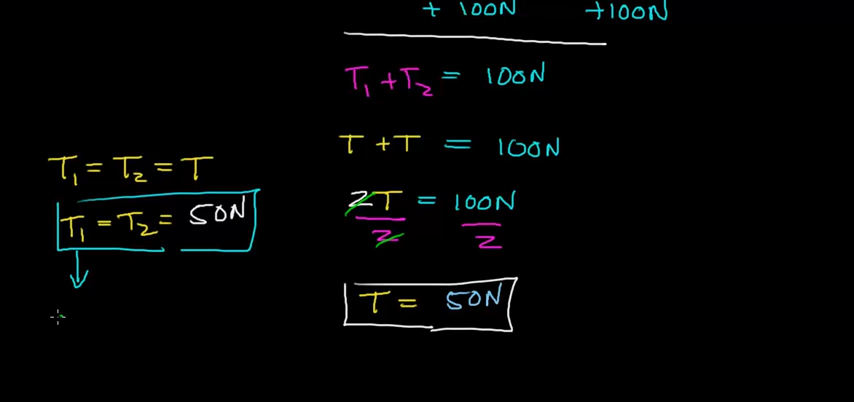 + 100N +100N
T₁ + T₂ = 100N
T + T = 100N
T₁ = T₂ = T
2T = 100N
2 2
T₁ = T₂ = 50N
T = 50N